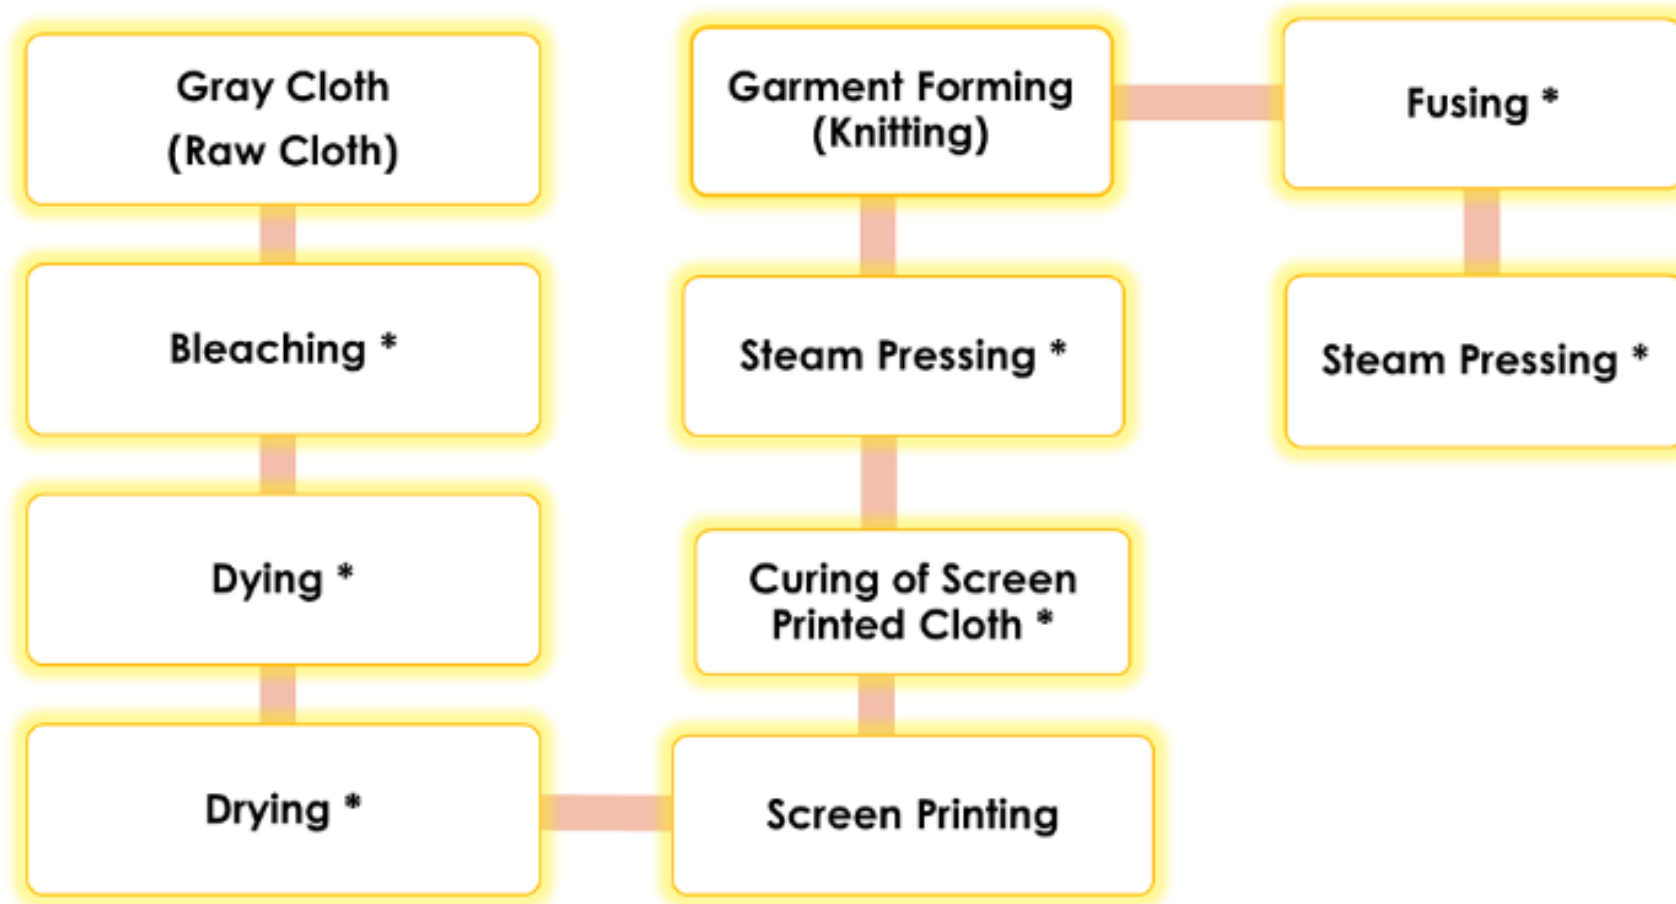 Gray Cloth
(Raw Cloth)
Bleaching *
Dying *
Drying *
Screen Printing
Curing of Screen
Printed Cloth *
Steam Pressing *
Garment Forming
(Knitting)
Fusing *
Steam Pressing *